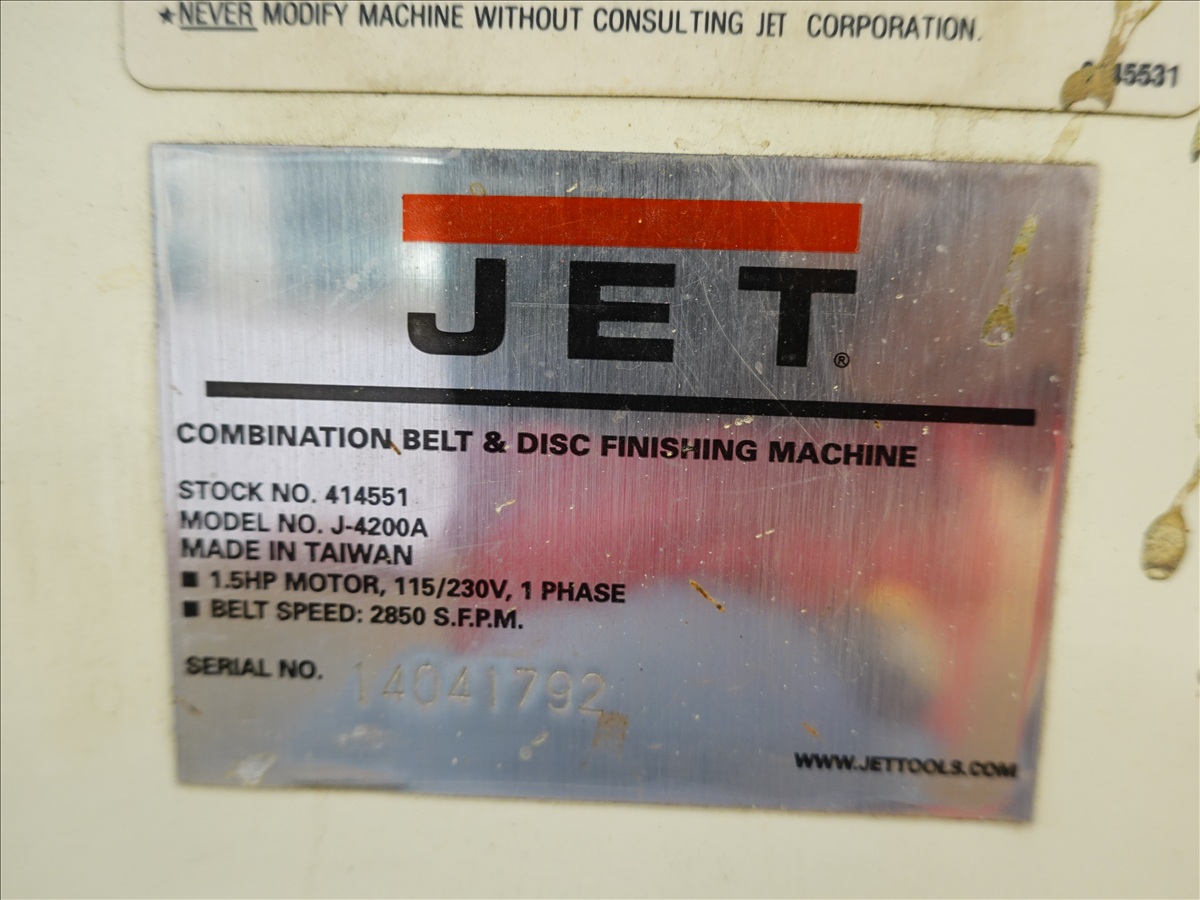 ★NEVER MODIFY MACHINE WITHOUT CONSULTING JET CORPORATION.
JET®
COMBINATION BELT & DISC FINISHING MACHINE
STOCK NO. 414551
MODEL NO. J-4200A
MADE IN TAIWAN
■ 1.5HP MOTOR, 115/230V, 1 PHASE
■ BELT SPEED: 2850 S.F.P.M.
SERIAL NO. 14041792
WWW.JETTOOLS.COM